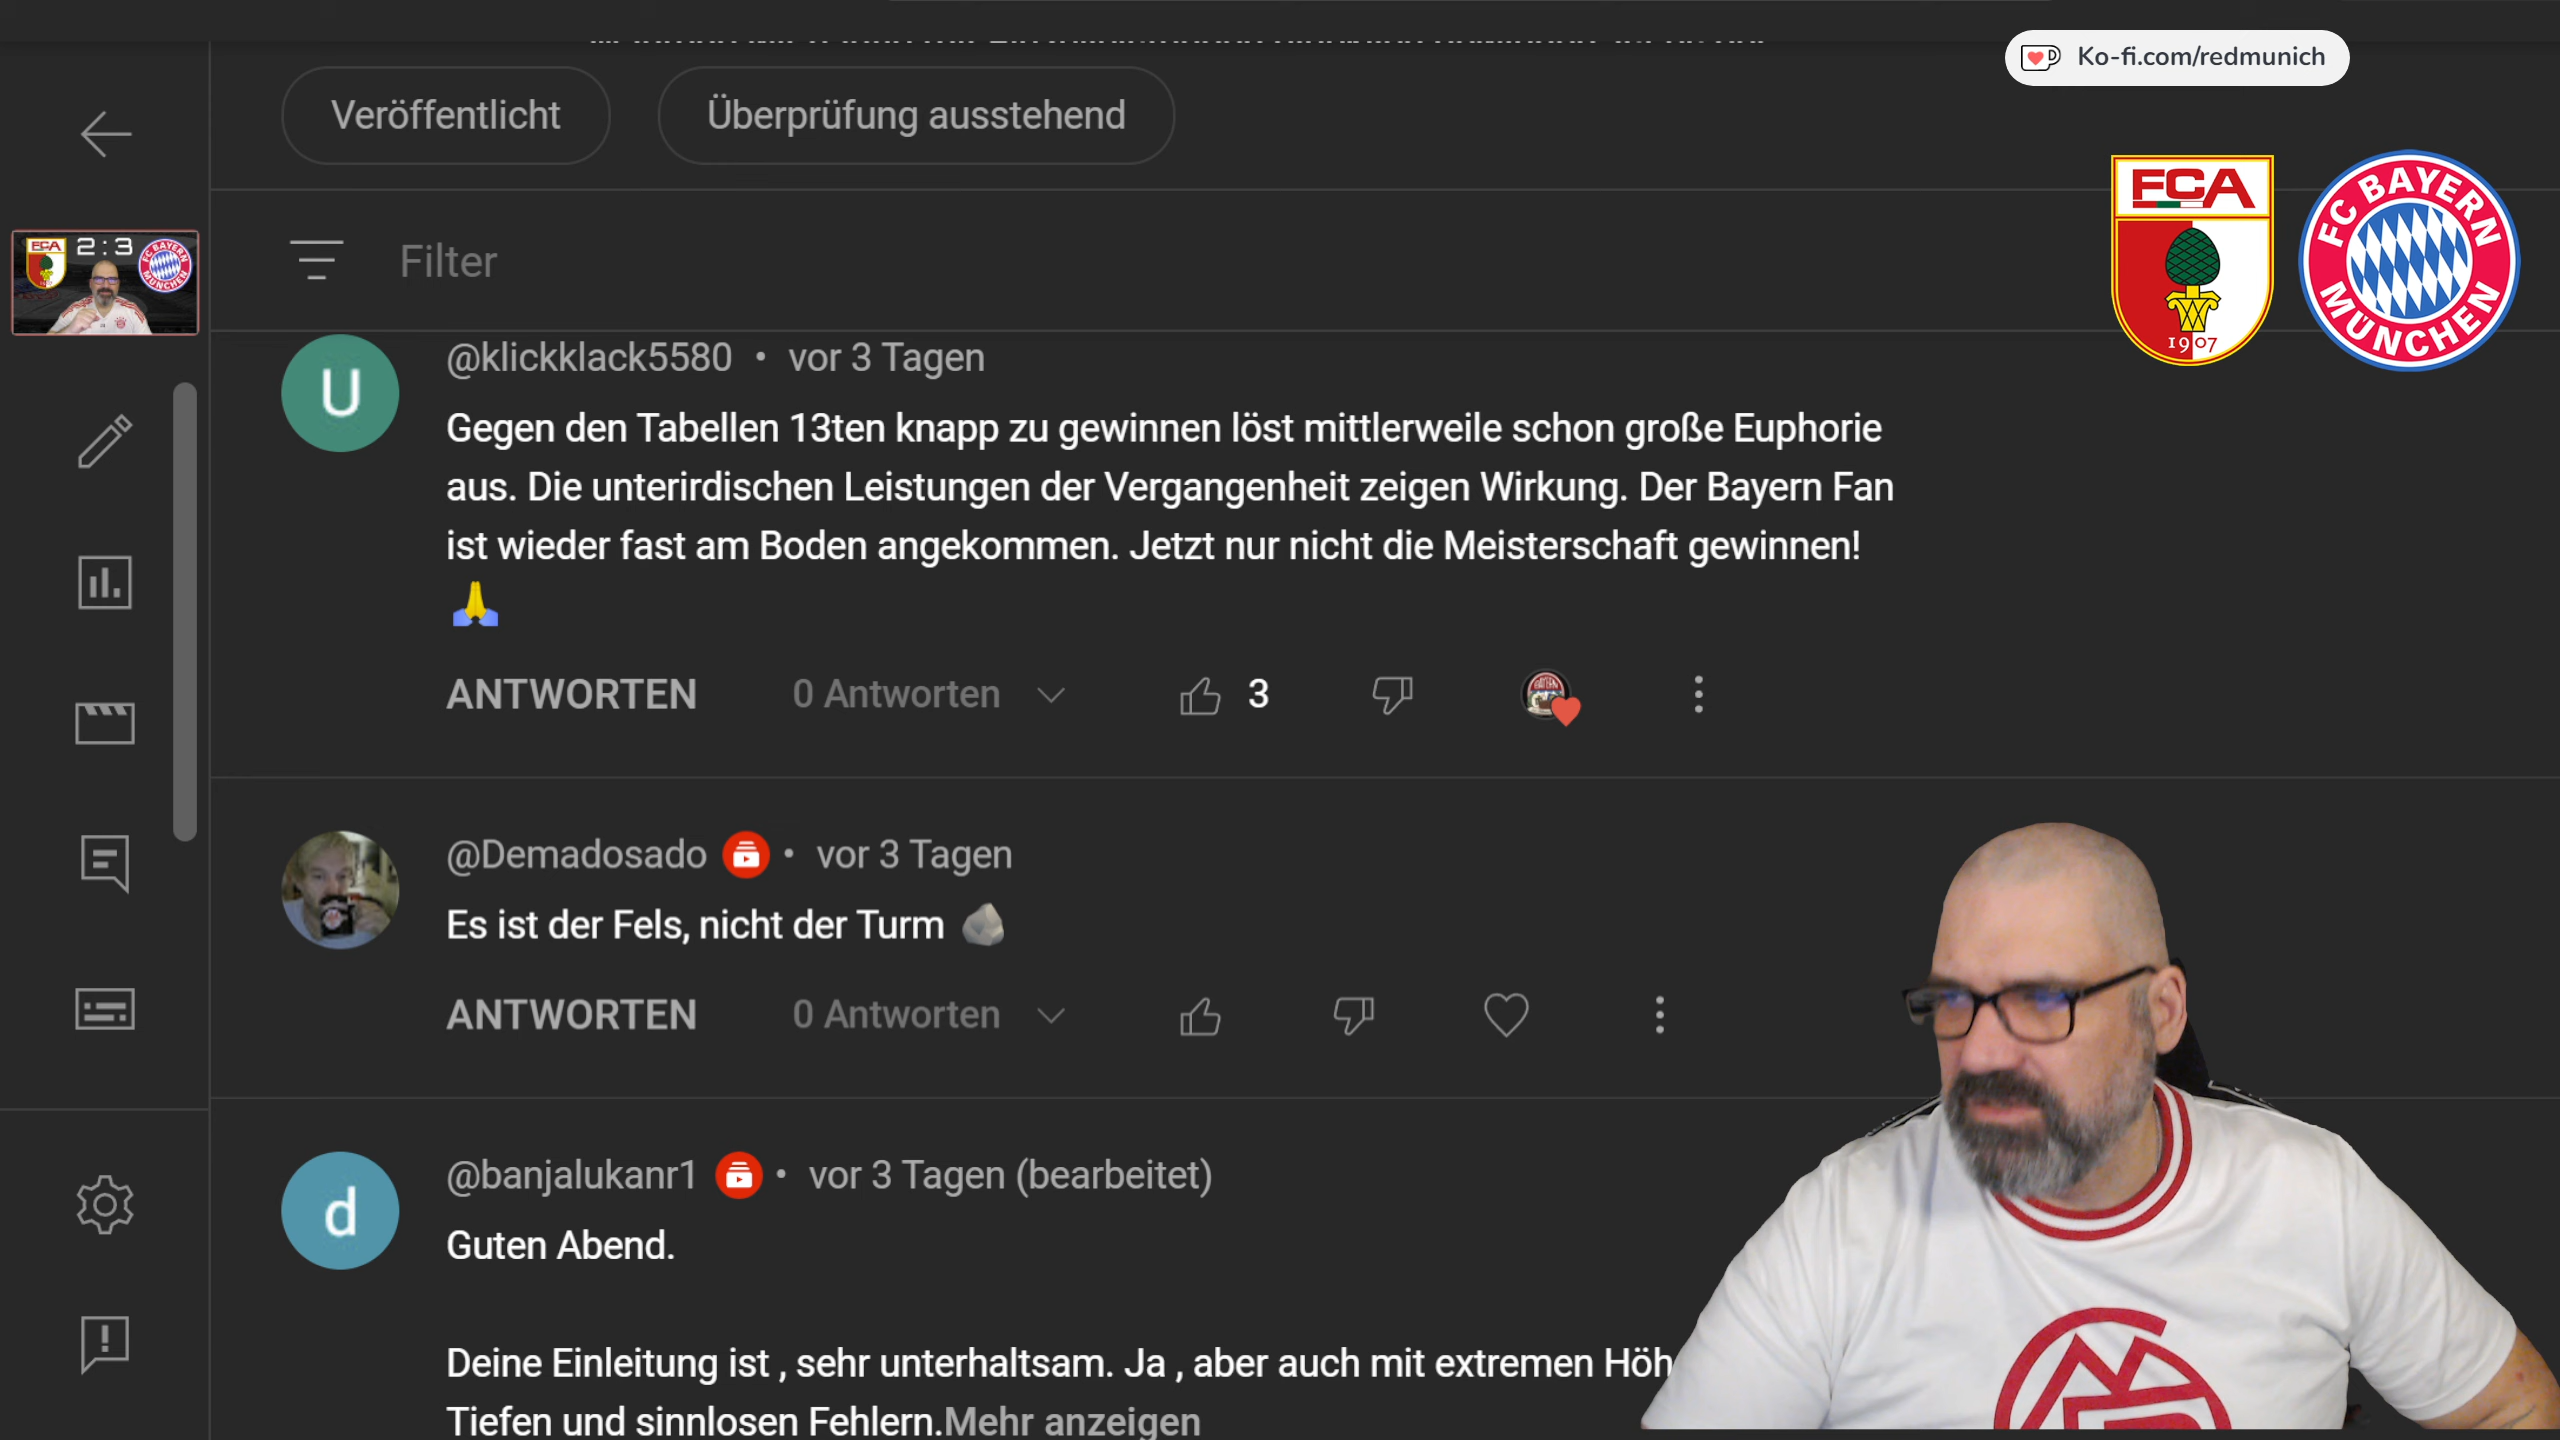 Ko-fi.com/redmunich
Veröffentlicht
Überprüfung ausstehend
FCA
1907
FC BAYERN
MÜNCHEN
FCA 2:3 FC BAYERN MÜNCHEN
Filter
U
@klickklack5580 • vor 3 Tagen
Gegen den Tabellen 13ten knapp zu gewinnen löst mittlerweile schon große Euphorie
aus. Die unterirdischen Leistungen der Vergangenheit zeigen Wirkung. Der Bayern Fan
ist wieder fast am Boden angekommen. Jetzt nur nicht die Meisterschaft gewinnen!
🙏
ANTWORTEN 0 Antworten 3
@Demadosado • vor 3 Tagen
Es ist der Fels, nicht der Turm 🪨
ANTWORTEN 0 Antworten
d
@banjalukanr1 • vor 3 Tagen (bearbeitet)
Guten Abend.
Deine Einleitung ist , sehr unterhaltsam. Ja , aber auch mit extremen Höh
Tiefen und sinnlosen Fehlern.Mehr anzeigen